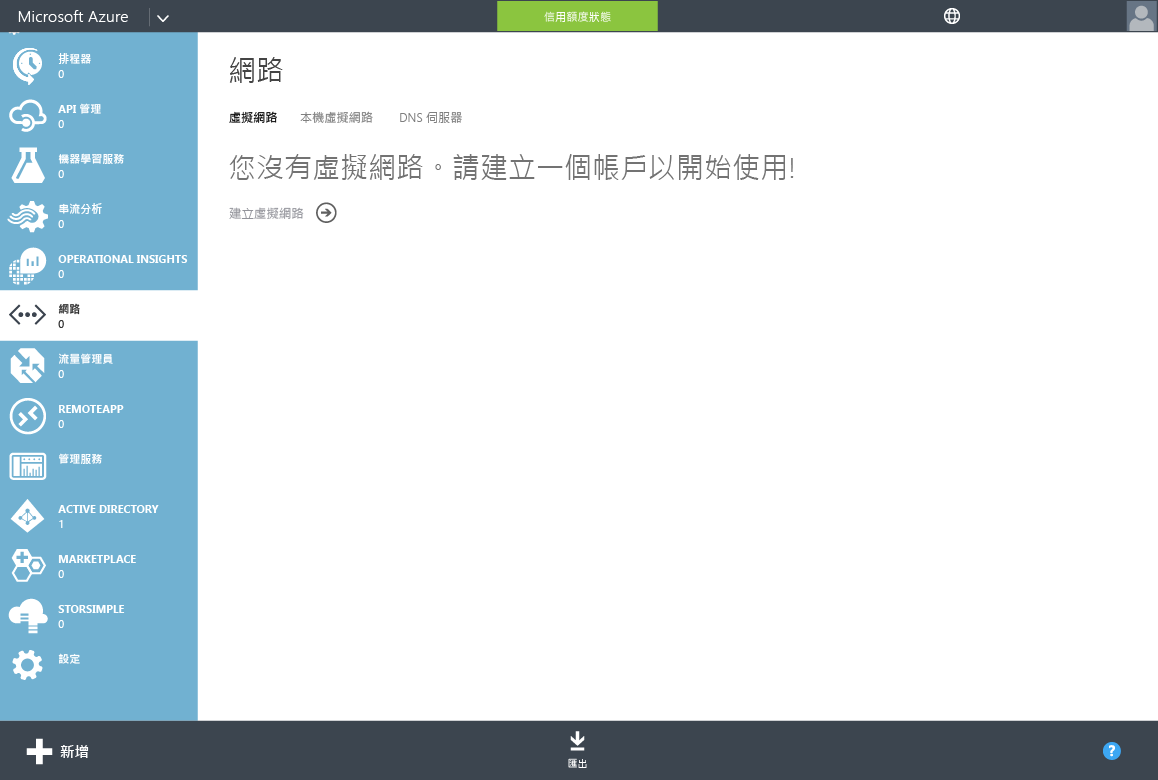 Microsoft Azure
信用額度狀態
排程器
0
API 管理
0
機器學習服務
0
串流分析
0
OPERATIONAL INSIGHTS
0
網路
0
流量管理員
0
REMOTEAPP
0
管理服務
ACTIVE DIRECTORY
1
MARKETPLACE
0
STORSIMPLE
0
設定
網路
虛擬網路 本機虛擬網路 DNS 伺服器
您沒有虛擬網路。請建立一個帳戶以開始使用!
建立虛擬網路
新增
匯出
?